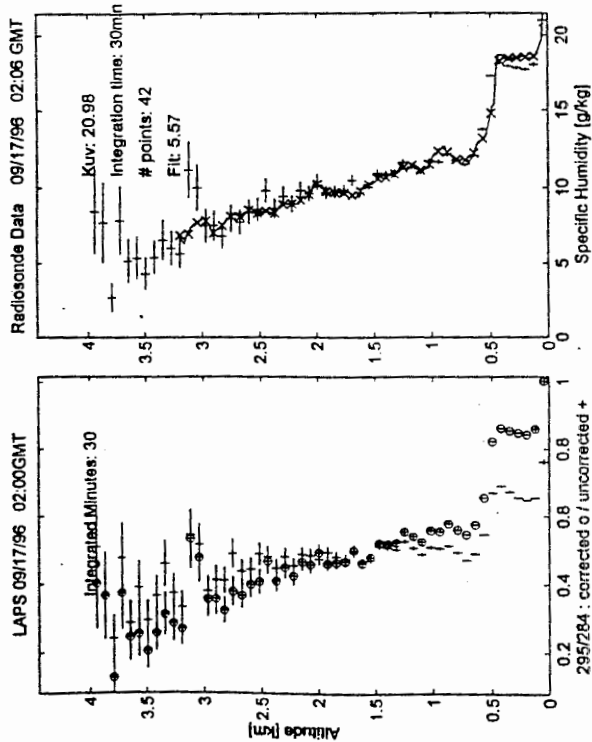 LAPS 09/17/96 02:00GMT
Integrated Minutes: 30
Altitude [km]
4
3.5
3
2.5
2
1.5
1
0.5
0
0.2 0.4 0.6 0.8 1
295/284 : corrected o / uncorrected +
Radiosonde Data 09/17/96 02:06 GMT
Kuv: 20.98
Integration time: 30min
# points: 42
Fit: 5.57
4
3.5
3
2.5
2
1.5
1
0.5
0
0 5 10 15 20
Specific Humidity [g/kg]